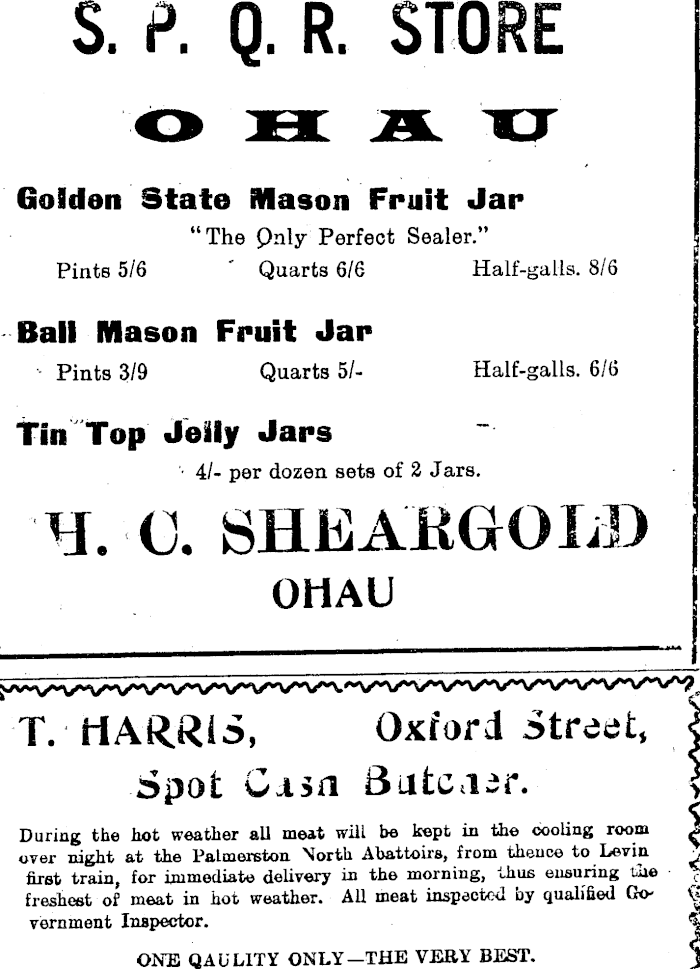 S. P. Q. R. STORE
OHAU
Golden State Mason Fruit Jar
"The Only Perfect Sealer."
Pints 5/6 Quarts 6/6 Half-galls. 8/6
Ball Mason Fruit Jar
Pints 3/9 Quarts 5/- Half-galls. 6/6
Tin Top Jelly Jars
4/- per dozen sets of 2 Jars.
H. C. SHEARGOLD
OHAU
T. HARRIS, Oxford Street,
Spot Cash Butcher.
During the hot weather all meat will be kept in the cooling room
over night at the Palmerston North Abattoirs, from thence to Levin
first train, for immediate delivery in the morning, thus ensuring the
freshest of meat in hot weather. All meat inspected by qualified Go-
vernment Inspector.
ONE QAULITY ONLY—THE VERY BEST.